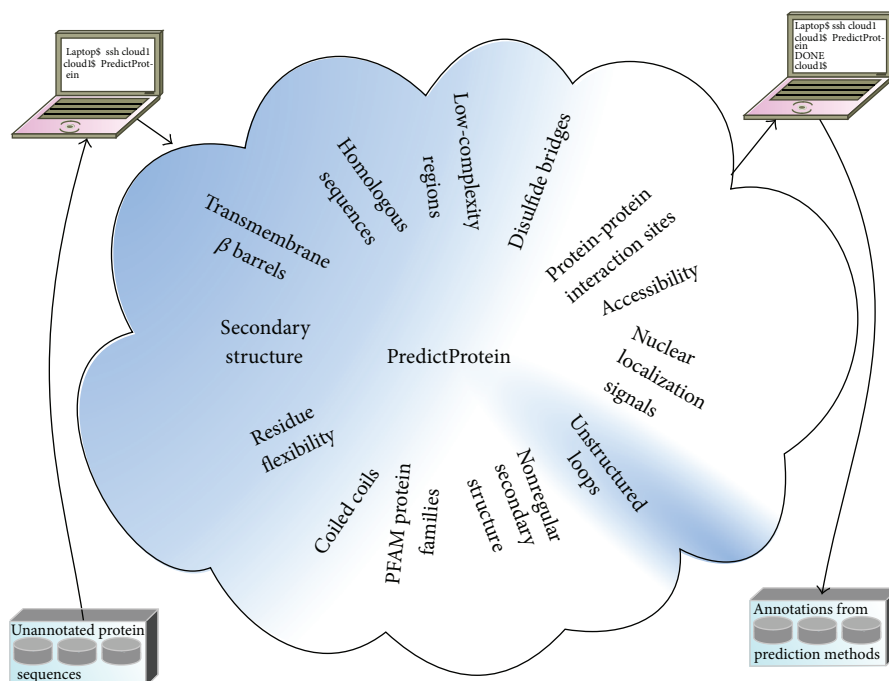 Laptop$ ssh cloud1
cloud1$ PredictProt-
ein
Laptop$ ssh cloud1
cloud1$ PredictProt-
ein
DONE
cloud1$
Transmembrane
β barrels
Homologous
sequences
Low-complexity
regions
Disulfide bridges
Protein-protein
interaction sites
Accessibility
Nuclear
localization
signals
Secondary
structure
PredictProtein
Residue
flexibility
Coiled coils
PFAM protein
families
Nonregular
secondary
structure
Unstructured
loops
Unannotated protein
sequences
Annotations from
prediction methods